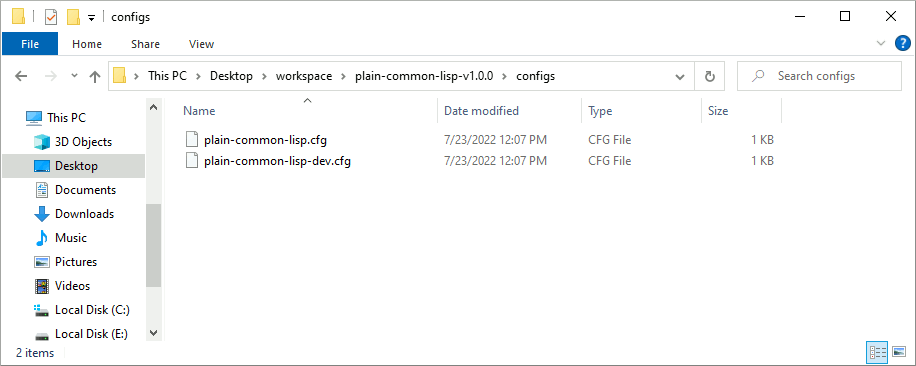 configs
File Home Share View
This PC Desktop workspace plain-common-lisp-v1.0.0 configs Search configs
Name Date modified Type Size
This PC
3D Objects
Desktop
Documents
Downloads
Music
Pictures
Videos
Local Disk (C:)
Local Disk (E:)
plain-common-lisp.cfg 7/23/2022 12:07 PM CFG File 1 KB
plain-common-lisp-dev.cfg 7/23/2022 12:07 PM CFG File 1 KB
2 items